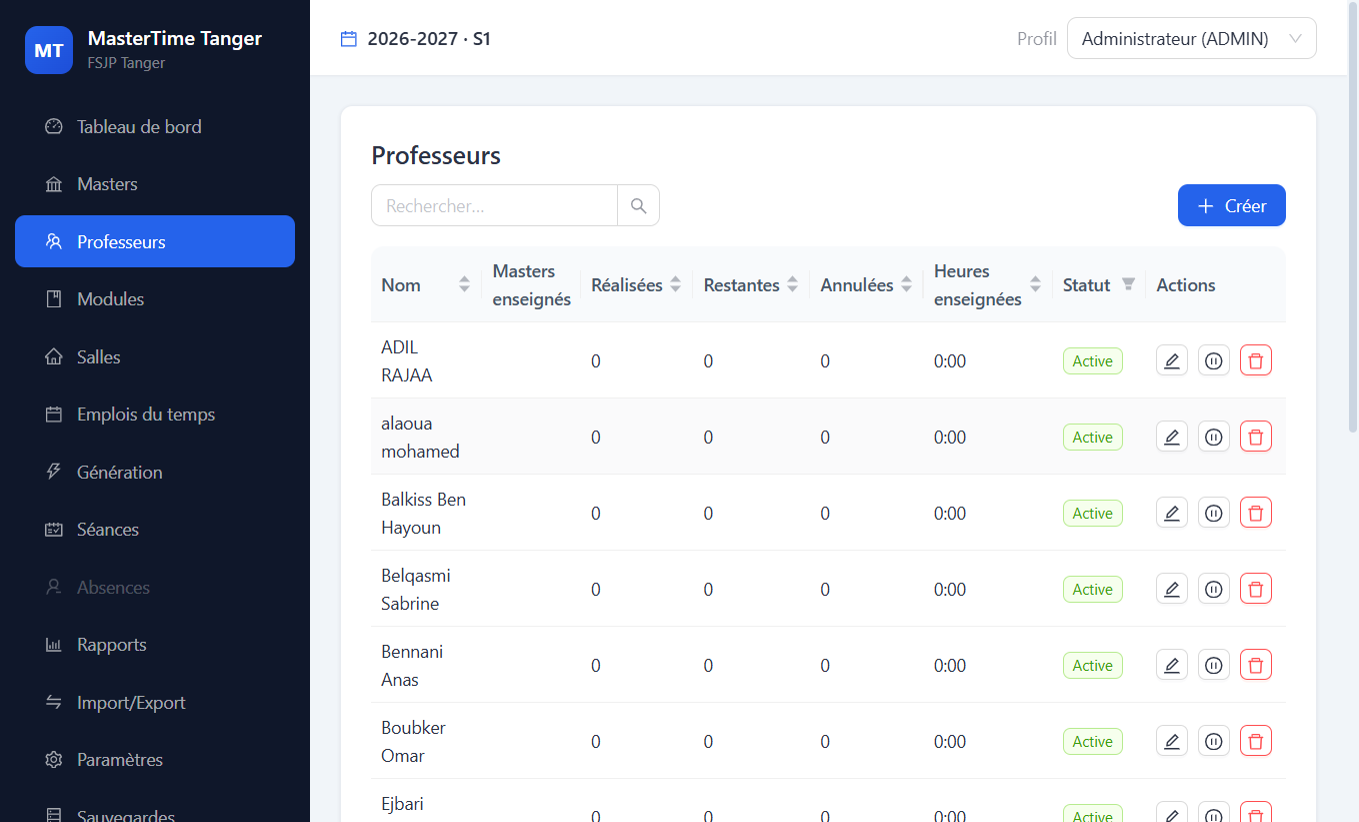 MT
MasterTime Tanger
FSJP Tanger
Tableau de bord
Masters
Professeurs
Modules
Salles
Emplois du temps
Génération
Séances
Absences
Rapports
Import/Export
Paramètres
Sauvegardes
2026-2027 · S1
Profil
Administrateur (ADMIN)
Professeurs
Rechercher...
Créer
Nom
Masters
enseignés
Réalisées
Restantes
Annulées
Heures
enseignées
Statut
Actions
ADIL
RAJAA
0 0 0 0:00 Active
alaoua
mohamed
0 0 0 0:00 Active
Balkiss Ben
Hayoun
0 0 0 0:00 Active
Belqasmi
Sabrine
0 0 0 0:00 Active
Bennani
Anas
0 0 0 0:00 Active
Boubker
Omar
0 0 0 0:00 Active
Ejbari
0 0 0 0:00 Active